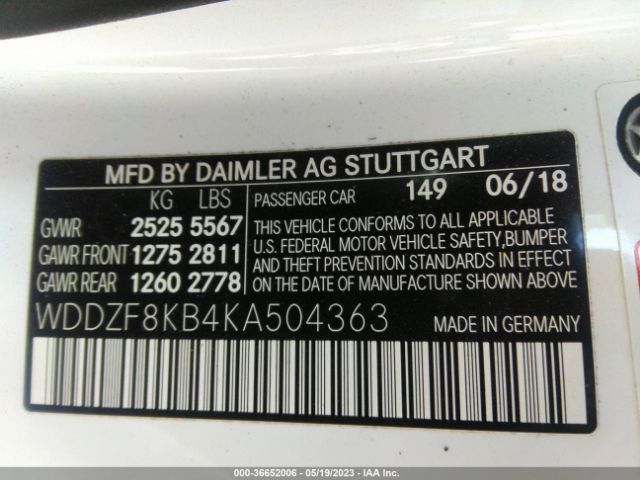 MFD BY DAIMLER AG STUTTGART
KG LBS
GVWR 2525 5567
GAWR FRONT 1275 2811
GAWR REAR 1260 2778
PASSENGER CAR 149 06/18
THIS VEHICLE CONFORMS TO ALL APPLICABLE
U.S. FEDERAL MOTOR VEHICLE SAFETY,BUMPER
AND THEFT PREVENTION STANDARDS IN EFFECT
ON THE DATE OF MANUFACTURE SHOWN ABOVE
WDDZF8KB4KA504363 MADE IN GERMANY
000-36652006 - 05/19/2023 - IAA Inc.